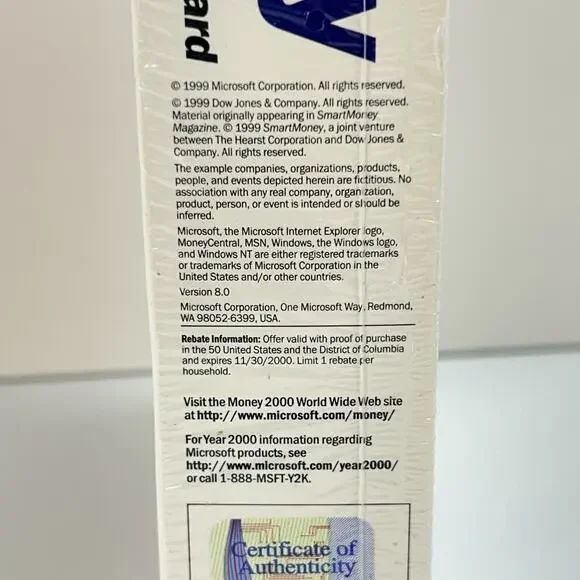 ard
y
© 1999 Microsoft Corporation. All rights reserved.
© 1999 Dow Jones & Company. All rights reserved.
Material originally appearing in SmartMoney
Magazine. © 1999 SmartMoney, a joint venture
between The Hearst Corporation and Dow Jones &
Company. All rights reserved.
The example companies, organizations, products,
people, and events depicted herein are fictitious. No
association with any real company, organization,
product, person, or event is intended or should be
inferred.
Microsoft, the Microsoft Internet Explorer logo,
MoneyCentral, MSN, Windows, the Windows logo,
and Windows NT are either registered trademarks
or trademarks of Microsoft Corporation in the
United States and/or other countries.
Version 8.0
Microsoft Corporation, One Microsoft Way, Redmond,
WA 98052-6399, USA.
Rebate Information: Offer valid with proof of purchase
in the 50 United States and the District of Columbia
and expires 11/30/2000. Limit 1 rebate per
household.
Visit the Money 2000 World Wide Web site
at http://www.microsoft.com/money/
For Year 2000 information regarding
Microsoft products, see
http://www.microsoft.com/year2000/
or call 1-888-MSFT-Y2K.
Certificate of
Authenticity